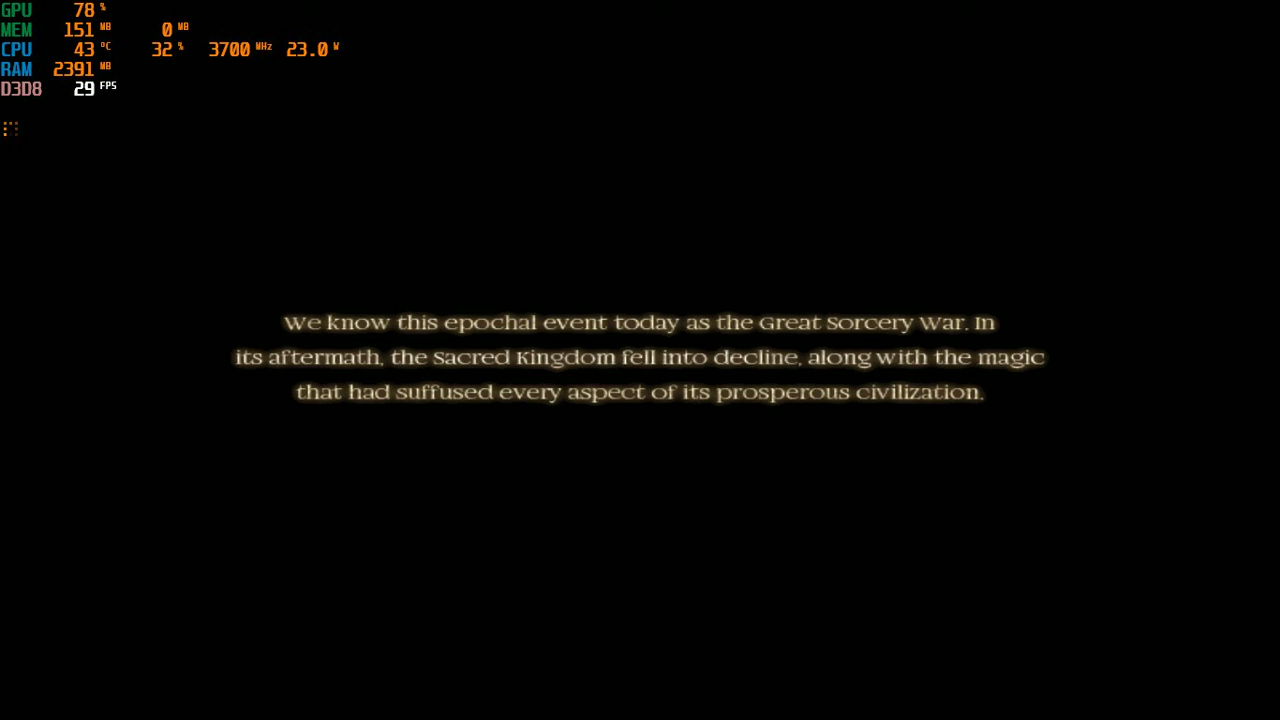 GPU 78 %
MEM 151 MB 0 MB
CPU 43 °C 32 % 3700 MHz 23.0 W
RAM 2391 MB
D3D8 29 FPS
We know this epochal event today as the Great Sorcery War. In
its aftermath, the Sacred Kingdom fell into decline, along with the magic
that had suffused every aspect of its prosperous civilization.